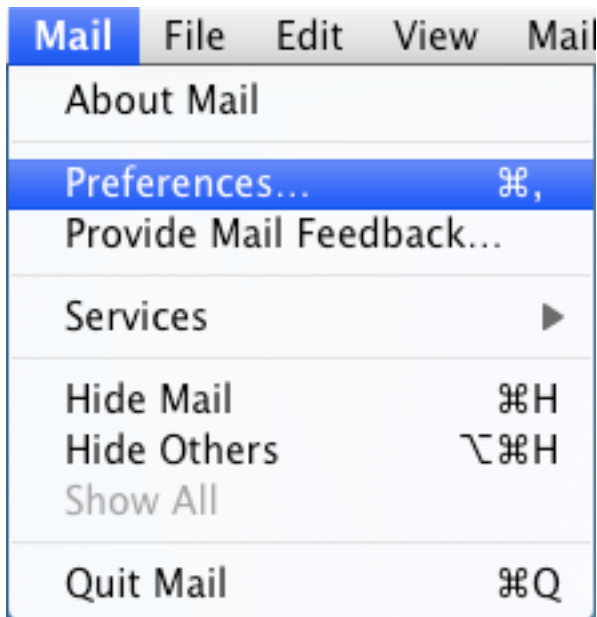 Mail File Edit View Mail
About Mail
Preferences... ⌘,
Provide Mail Feedback...
Services ▶
Hide Mail ⌘H
Hide Others ⌥⌘H
Show All
Quit Mail ⌘Q